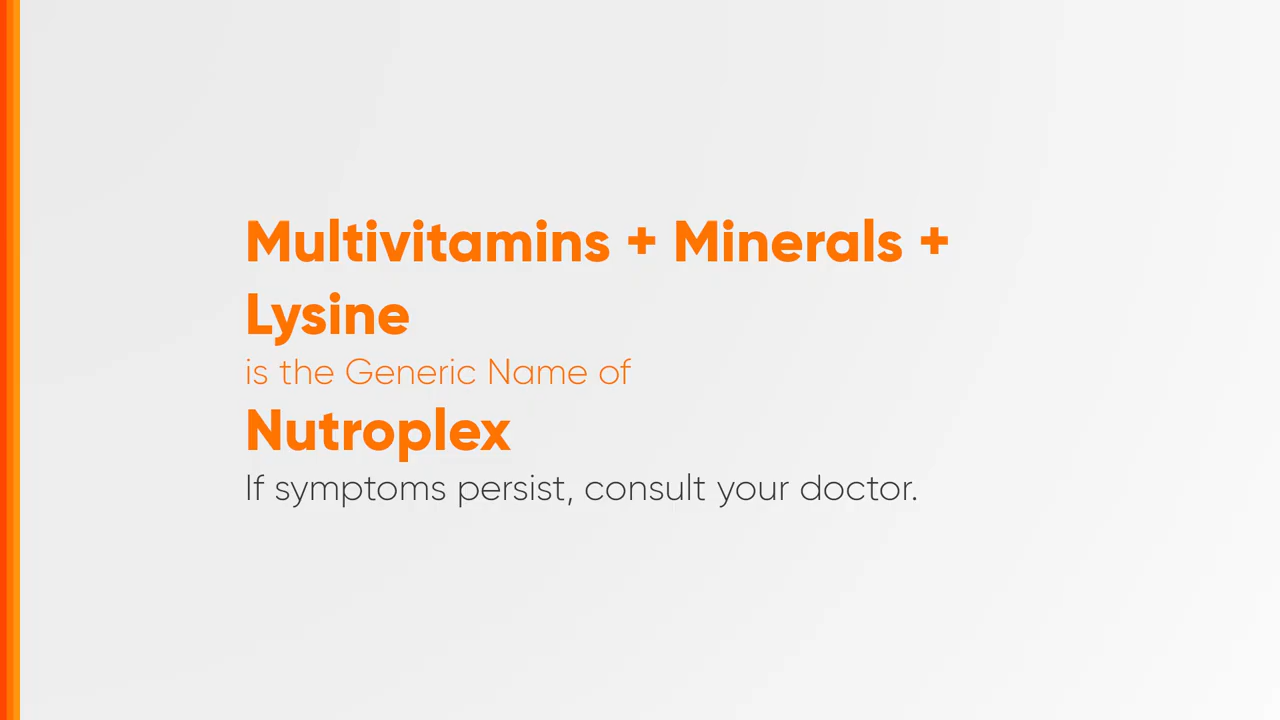 Multivitamins + Minerals +
Lysine
is the Generic Name of
Nutroplex
If symptoms persist, consult your doctor.